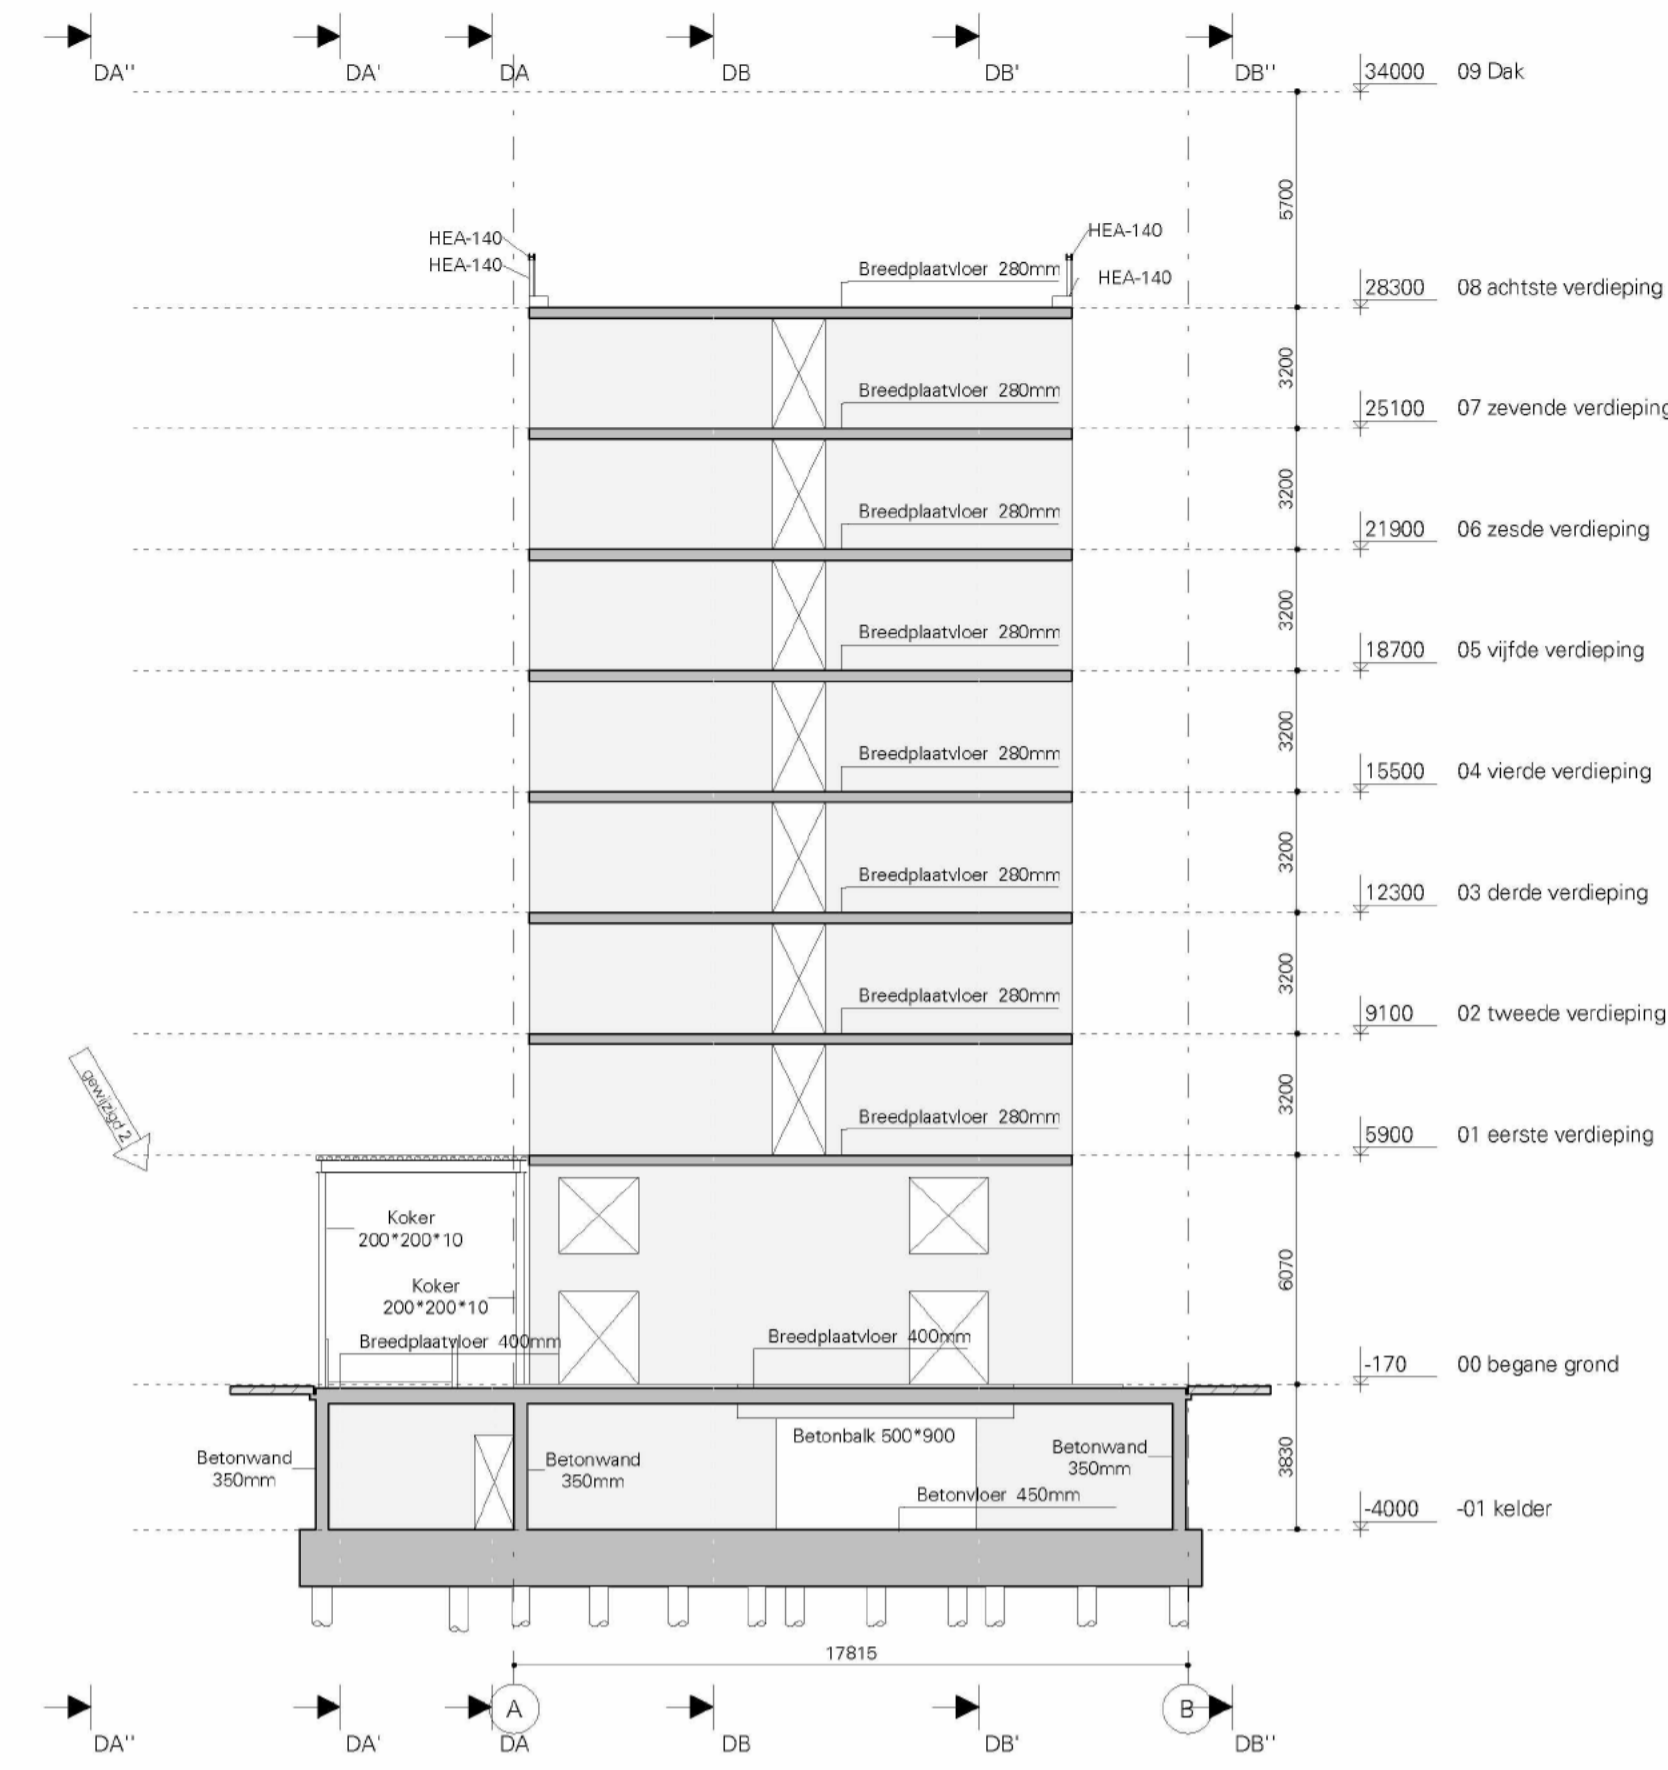 DA'' DA' DA DB DB' DB''
34000 09 Dak
5700
HEA-140 HEA-140
HEA-140 HEA-140
Breedplaatvloer 280mm
28300 08 achtste verdieping
3200
Breedplaatvloer 280mm
25100 07 zevende verdieping
3200
Breedplaatvloer 280mm
21900 06 zesde verdieping
3200
Breedplaatvloer 280mm
18700 05 vijfde verdieping
3200
Breedplaatvloer 280mm
15500 04 vierde verdieping
3200
Breedplaatvloer 280mm
12300 03 derde verdieping
3200
Breedplaatvloer 280mm
9100 02 tweede verdieping
gewijzigd 2
3200
Breedplaatvloer 280mm
5900 01 eerste verdieping
Koker
200*200*10
6070
Koker
200*200*10
Breedplaatvloer 400mm
Breedplaatvloer 400mm
-170 00 begane grond
Betonbalk 500*900
Betonwand
350mm
Betonwand
350mm
Betonwand
350mm
3830
Betonvloer 450mm
-4000 -01 kelder
17815
A B
DA'' DA' DA DB DB' DB''